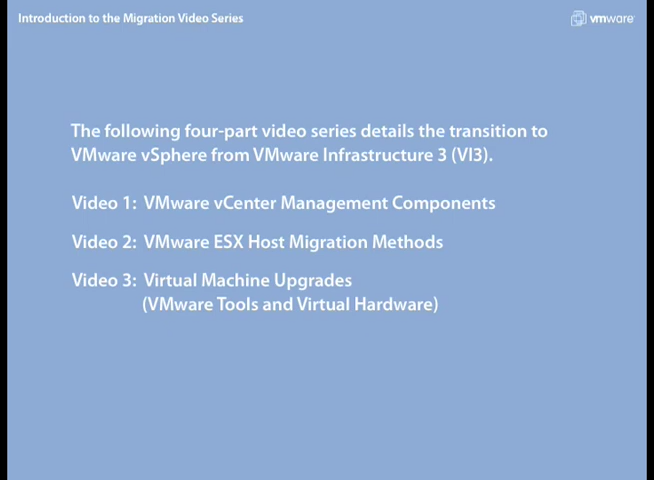 Introduction to the Migration Video Series
vmware
The following four-part video series details the transition to
VMware vSphere from VMware Infrastructure 3 (VI3).
Video 1: VMware vCenter Management Components
Video 2: VMware ESX Host Migration Methods
Video 3: Virtual Machine Upgrades
(VMware Tools and Virtual Hardware)